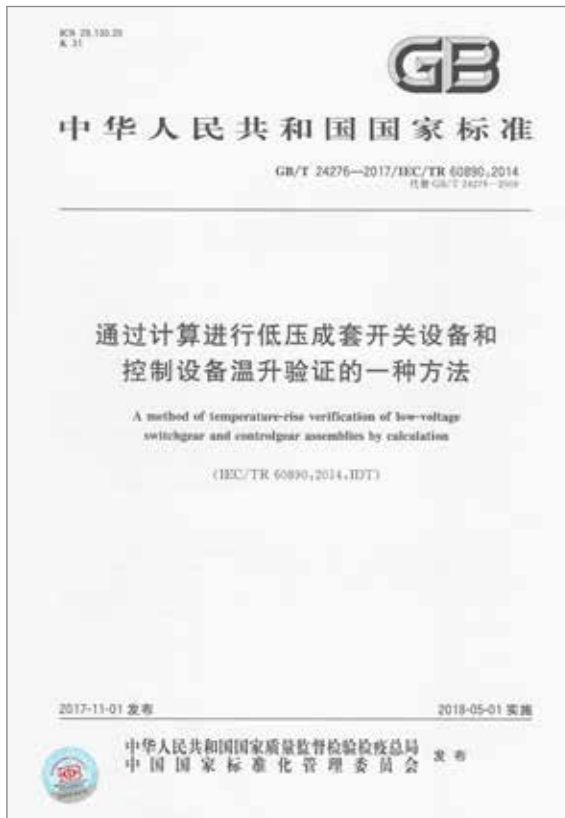 ICS 29.130.20
K 31
GB
中华人民共和国国家标准
GB/T 24276—2017/IEC/TR 60890:2014
代替 GB/T 24276—2009
通过计算进行低压成套开关设备和
控制设备温升验证的一种方法
A method of temperature-rise verification of low-voltage
switchgear and controlgear assemblies by calculation
(IEC/TR 60890:2014,IDT)
2017-11-01 发布
2018-05-01 实施
中华人民共和国国家质量监督检验检疫总局
中国国家标准化管理委员会
发布